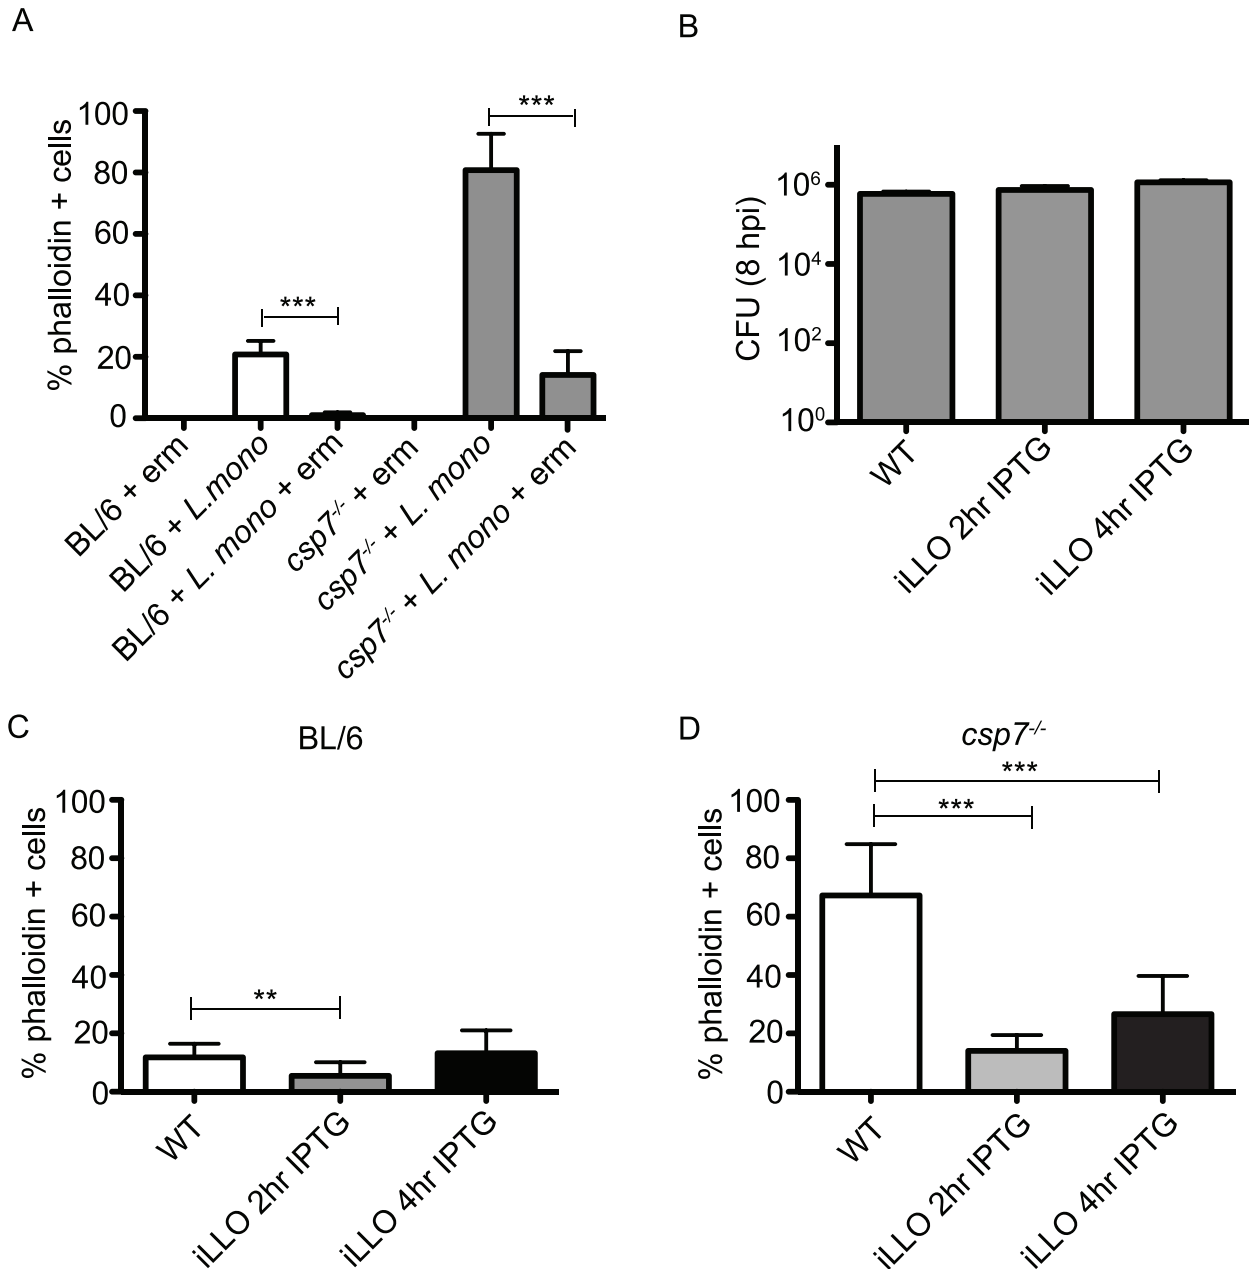 A
% phalloidin + cells
100
80
60
40
20
0
***
***
BL/6 + erm
BL/6 + L.mono
BL/6 + L. mono + erm
csp7-/- + erm
csp7-/- + L. mono
csp7-/- + L. mono + erm
B
CFU (8 hpi)
10⁶
10⁴
10²
10⁰
WT
iLLO 2hr IPTG
iLLO 4hr IPTG
C
BL/6
% phalloidin + cells
100
80
60
40
20
0
**
WT
iLLO 2hr IPTG
iLLO 4hr IPTG
D
csp7-/-
% phalloidin + cells
100
80
60
40
20
0
***
***
WT
iLLO 2hr IPTG
iLLO 4hr IPTG